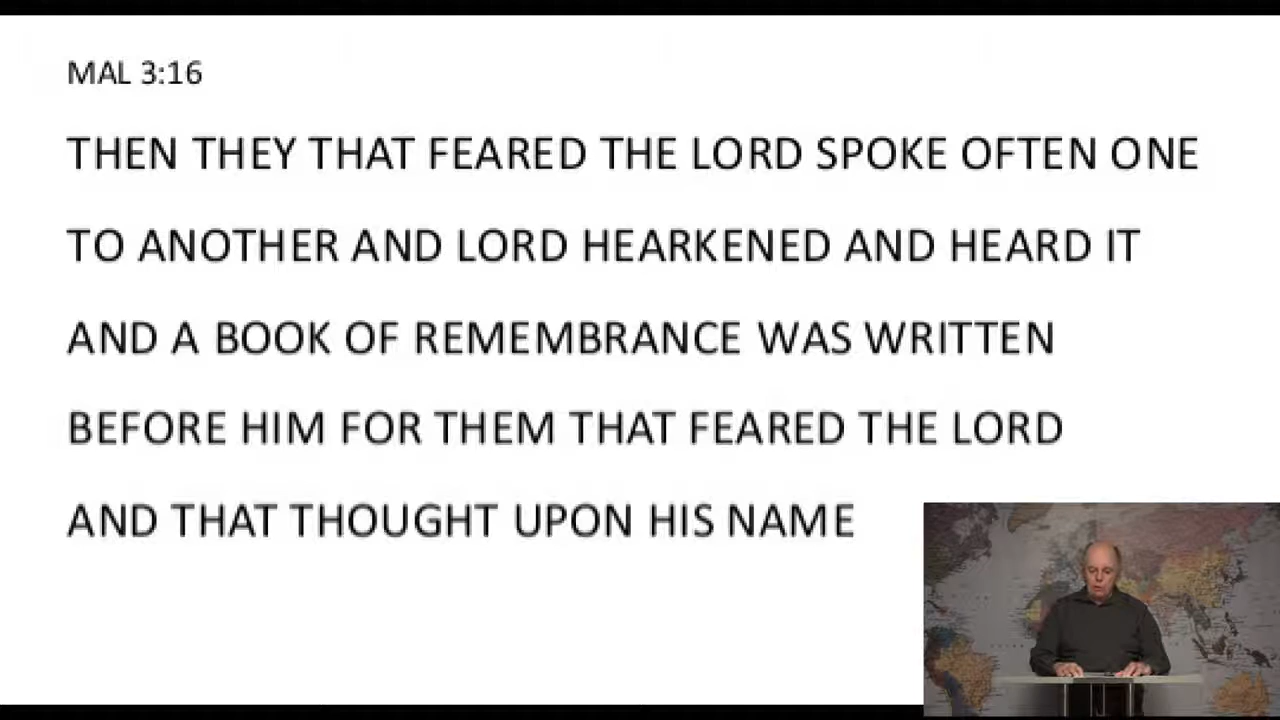 MAL 3:16
THEN THEY THAT FEARED THE LORD SPOKE OFTEN ONE
TO ANOTHER AND LORD HEARKENED AND HEARD IT
AND A BOOK OF REMEMBRANCE WAS WRITTEN
BEFORE HIM FOR THEM THAT FEARED THE LORD
AND THAT THOUGHT UPON HIS NAME